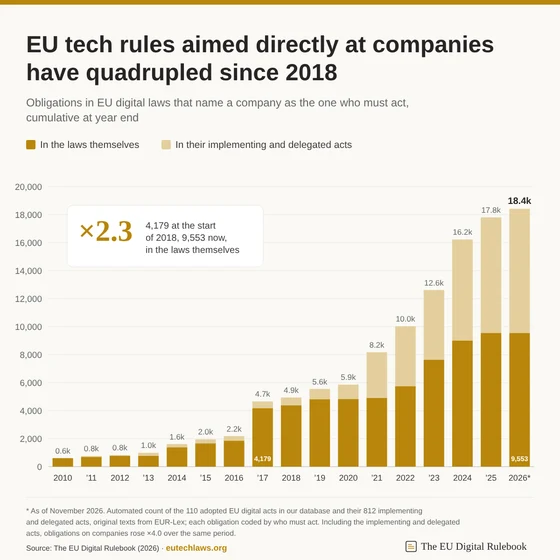 EU tech rules aimed directly at companies
have quadrupled since 2018
Obligations in EU digital laws that name a company as the one who must act,
cumulative at year end
In the laws themselves
In their implementing and delegated acts
20,000
18,000
16,000
14,000
12,000
10,000
8,000
6,000
4,000
2,000
0
×2.3
4,179 at the start
of 2018, 9,553 now,
in the laws themselves
0.6k
0.8k
0.8k
1.0k
1.6k
2.0k
2.2k
4.7k
4.9k
5.6k
5.9k
8.2k
10.0k
12.6k
16.2k
17.8k
18.4k
4,179
9,553
2010
'11
2012
'13
2014
'15
2016
'17
2018
'19
2020
'21
2022
'23
2024
'25
2026*
* As of November 2026. Automated count of the 110 adopted EU digital acts in our database and their 812 implementing
and delegated acts, original texts from EUR-Lex; each obligation coded by who must act. Including the implementing and delegated
acts, obligations on companies rose ×4.0 over the same period.
Source: The EU Digital Rulebook (2026) · eutechlaws.org
The EU Digital Rulebook